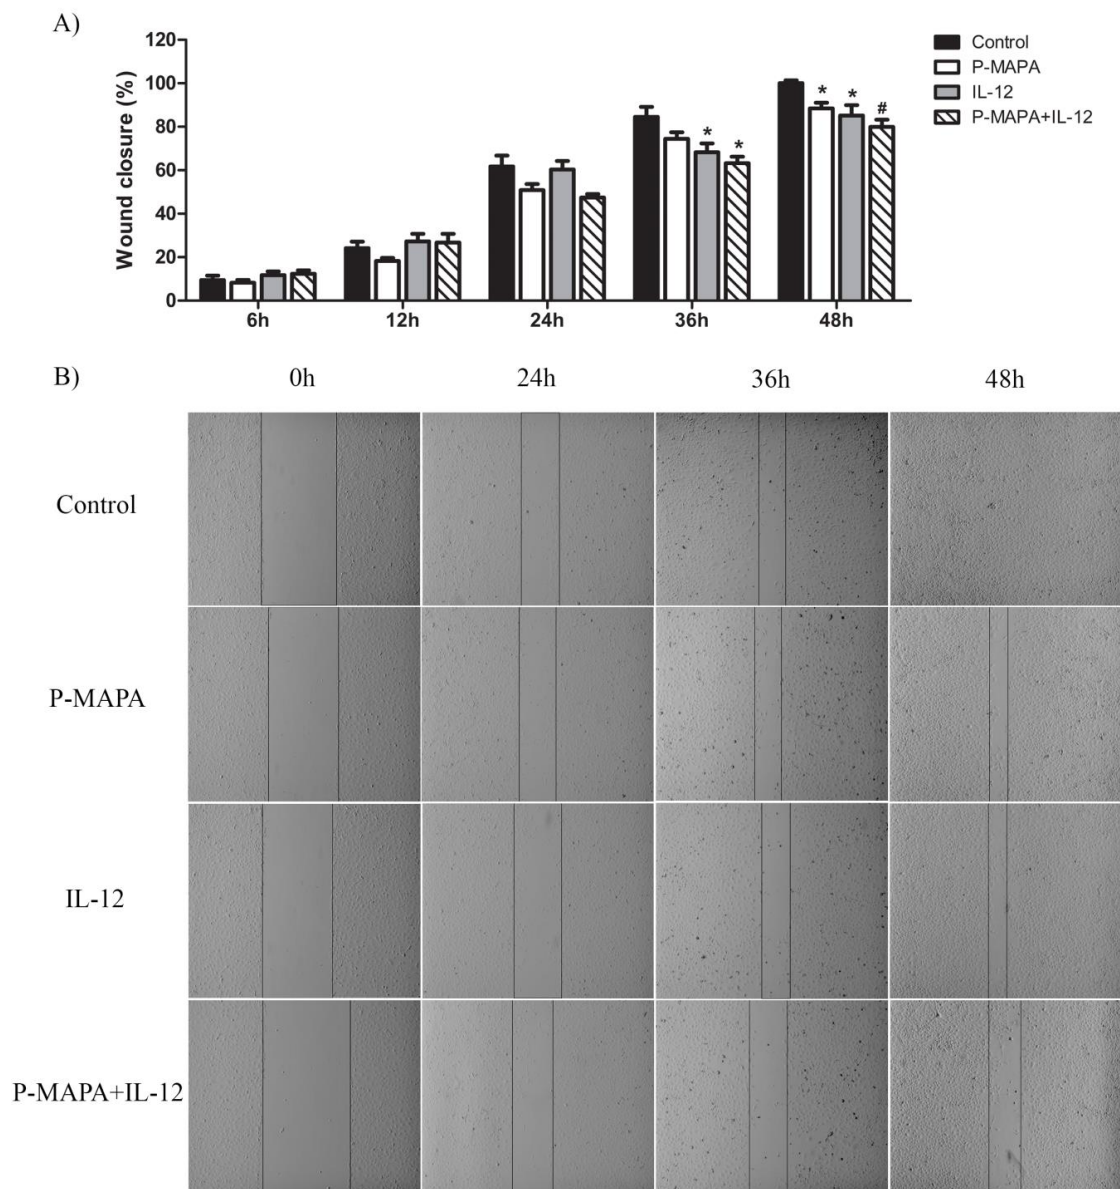 A)
Wound closure (%)
120
100
80
60
40
20
0
6h
12h
24h
36h
48h
*
*
*
*
#
Control
P-MAPA
IL-12
P-MAPA+IL-12
B)
0h
24h
36h
48h
Control
P-MAPA
IL-12
P-MAPA+IL-12